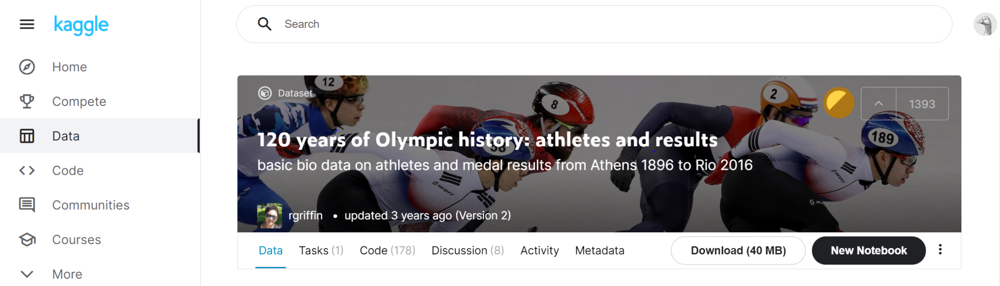 kaggle
Search
Home
Compete
Data
Code
Communities
Courses
More
Dataset
12
8
2
38
189
1393
120 years of Olympic history: athletes and results
basic bio data on athletes and medal results from Athens 1896 to Rio 2016
SCOTT
SCOTT
rgriffin • updated 3 years ago (Version 2)
Data Tasks (1) Code (178) Discussion (8) Activity Metadata Download (40 MB) New Notebook